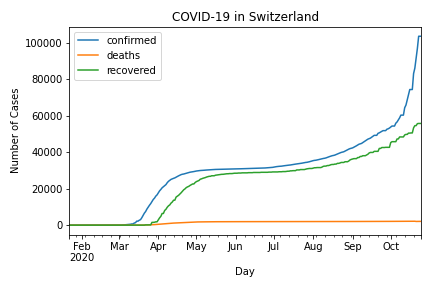 COVID-19 in Switzerland
confirmed
deaths
recovered
Number of Cases
100000
80000
60000
40000
20000
0
Feb Mar Apr May Jun Jul Aug Sep Oct
2020
Day